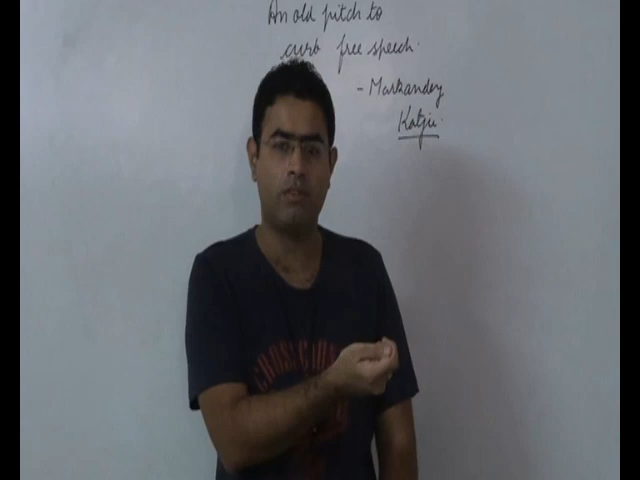 An old pitch to
curb free speech.
- Markandey
Katju.